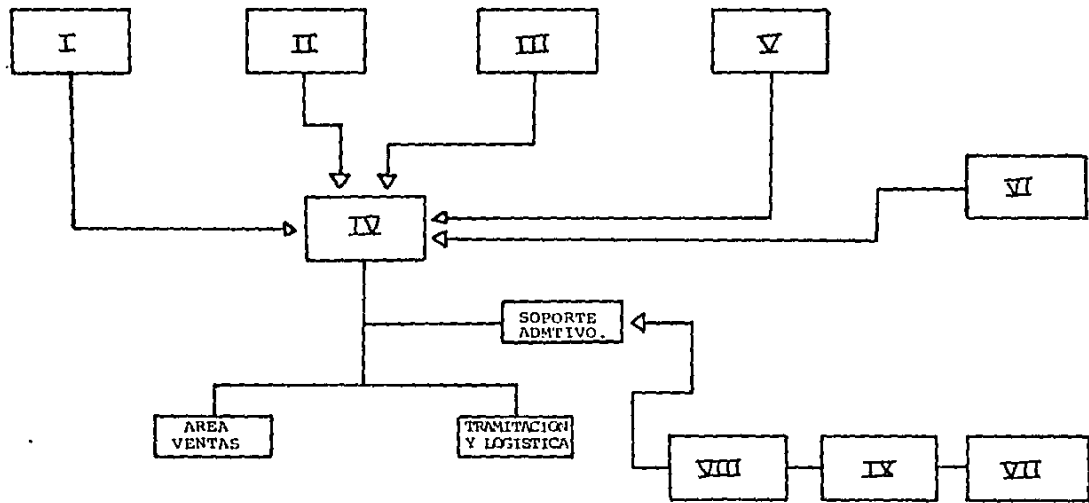 I
II
III
V
VI
IV
SOPORTE
ADMTIVO.
AREA
VENTAS
TRAMITACION
Y LOGISTICA
VIII
IX
VII